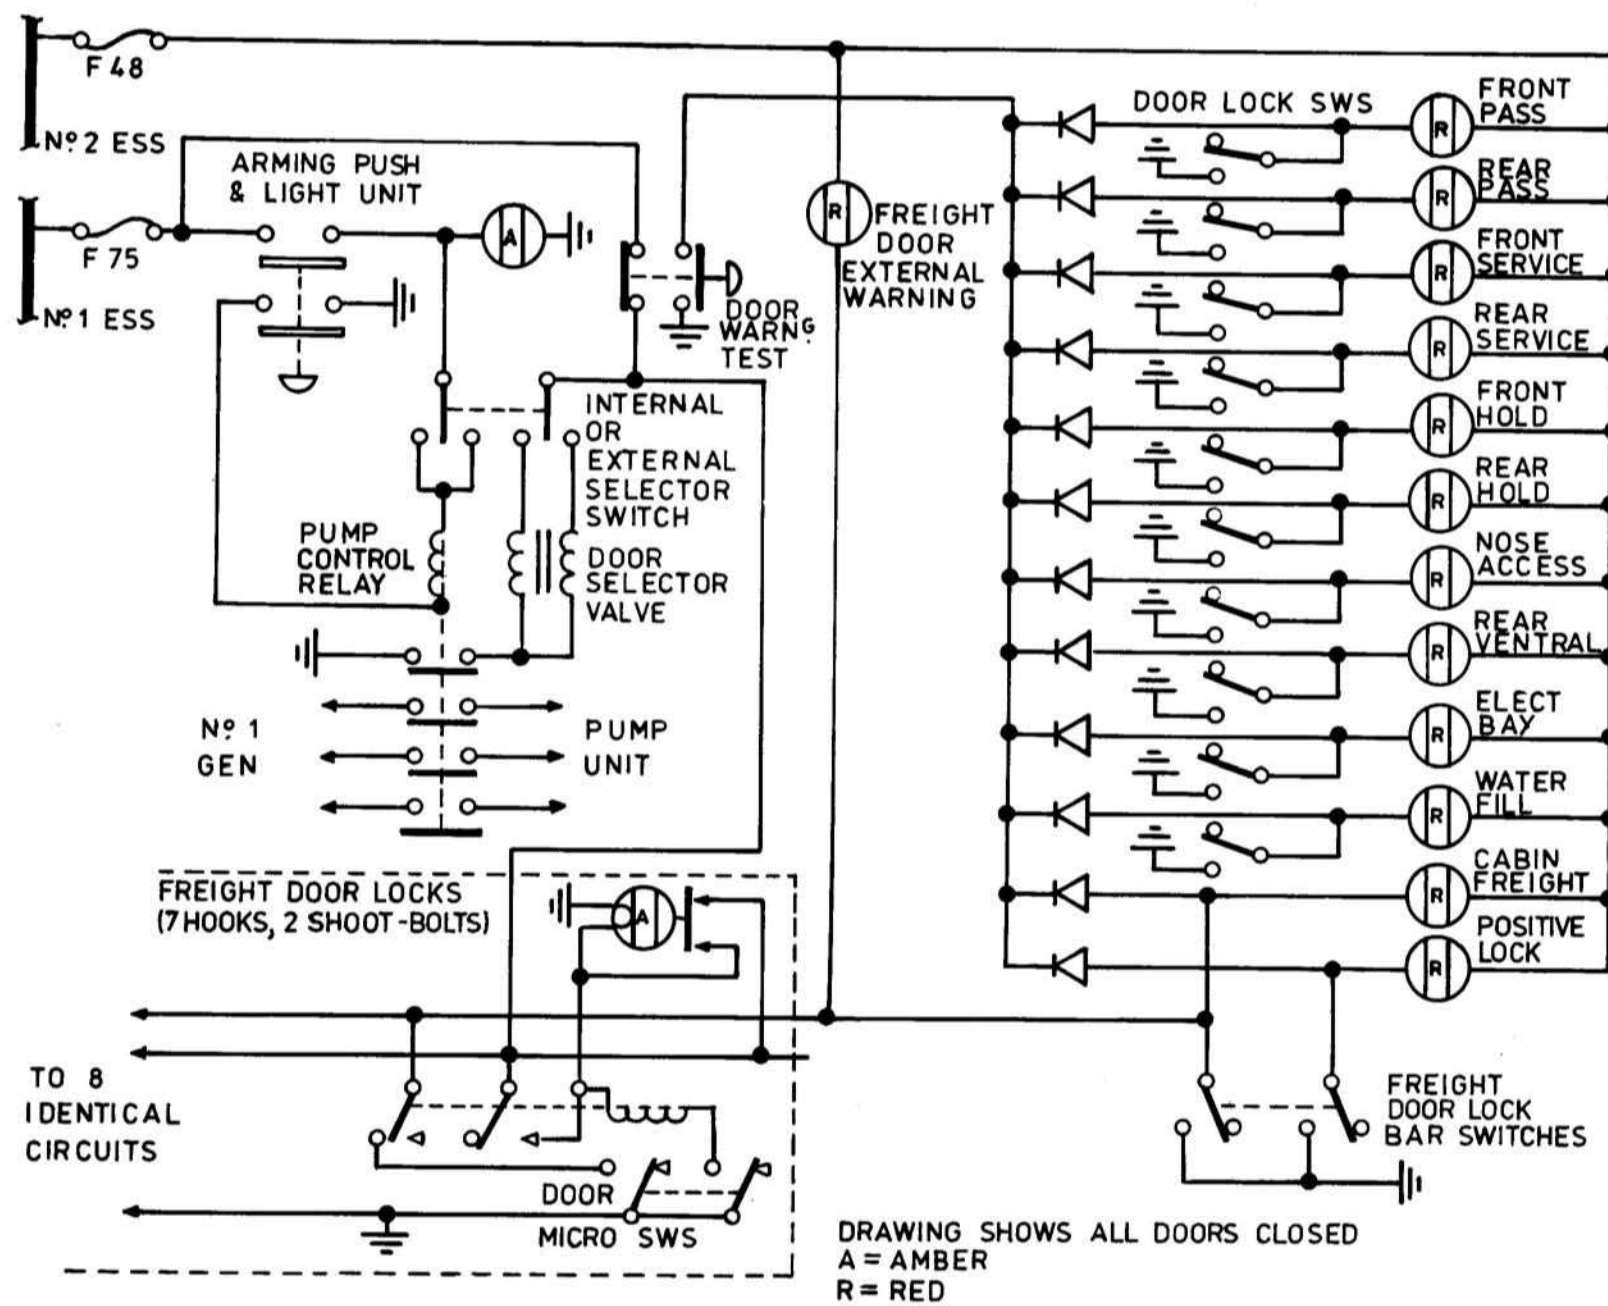 F 48
Nº 2 ESS
ARMING PUSH
& LIGHT UNIT
F 75
Nº 1 ESS
A
DOOR
WARNG.
TEST
R
FREIGHT
DOOR
EXTERNAL
WARNING
INTERNAL
OR
EXTERNAL
SELECTOR
SWITCH
PUMP
CONTROL
RELAY
DOOR
SELECTOR
VALVE
Nº 1
GEN
PUMP
UNIT
DOOR LOCK SWS
R
FRONT
PASS
R
REAR
PASS
R
FRONT
SERVICE
R
REAR
SERVICE
R
FRONT
HOLD
R
REAR
HOLD
R
NOSE
ACCESS
R
REAR
VENTRAL
R
ELECT
BAY
R
WATER
FILL
R
CABIN
FREIGHT
R
POSITIVE
LOCK
FREIGHT DOOR LOCKS
(7 HOOKS, 2 SHOOT-BOLTS)
A
TO 8
IDENTICAL
CIRCUITS
DOOR
MICRO SWS
FREIGHT
DOOR LOCK
BAR SWITCHES
DRAWING SHOWS ALL DOORS CLOSED
A = AMBER
R = RED